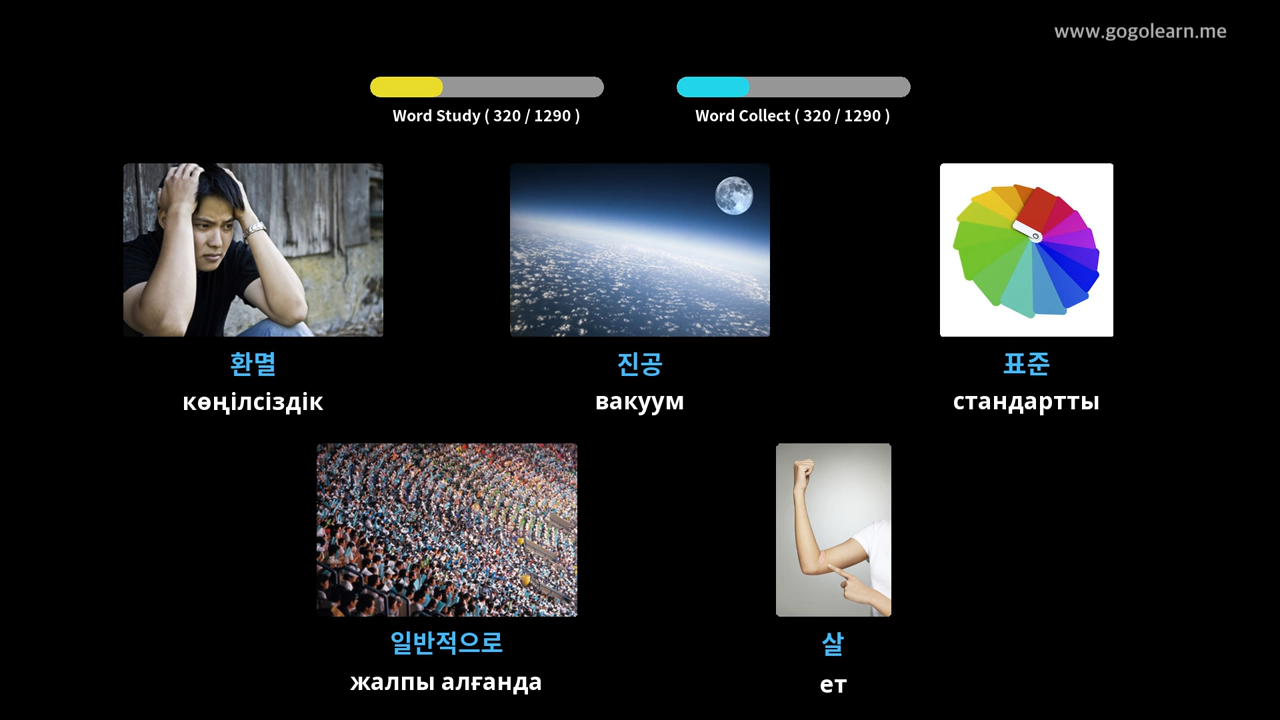 www.gogolearn.me
Word Study ( 320 / 1290 )
Word Collect ( 320 / 1290 )
환멸
көңілсіздік
진공
вакуум
표준
стандартты
일반적으로
жалпы алғанда
살
ет